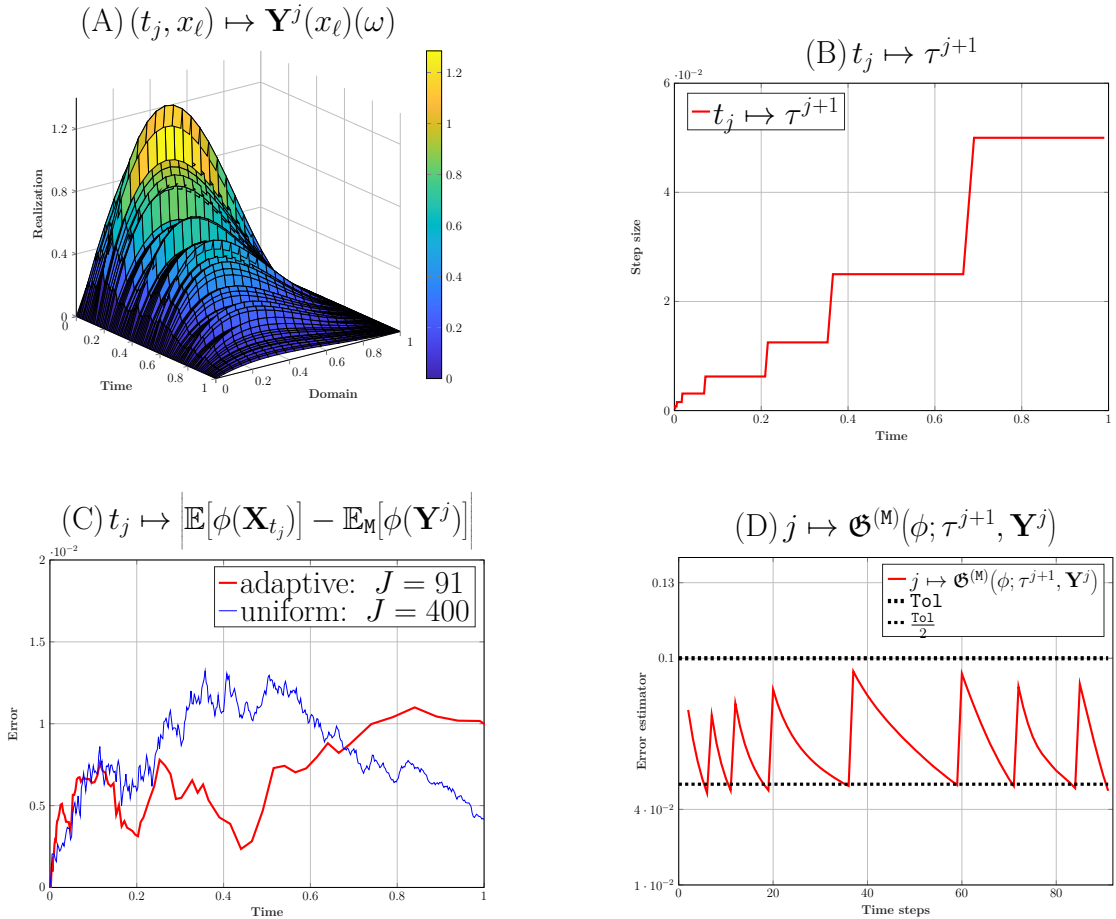 (A) (t_j, x_ℓ) ↦ Y^j(x_ℓ)(ω)
Realization
1.2
0.8
0.4
0
0
0.2
0.4
0.6
0.8
1
Time
0
0.2
0.4
0.6
0.8
1
Domain
1.2
1
0.8
0.6
0.4
0.2
0
(B) t_j ↦ τ^{j+1}
·10^{-2}
t_j ↦ τ^{j+1}
Step size
6
4
2
0
0
0.2
0.4
0.6
0.8
1
Time
(C) t_j ↦ |𝔼[ϕ(X_{t_j})] − 𝔼_M[ϕ(Y^j)]|
·10^{-2}
adaptive: J = 91
uniform: J = 400
Error
2
1.5
1
0.5
0
0
0.2
0.4
0.6
0.8
1
Time
(D) j ↦ 𝕲^{(M)}(ϕ; τ^{j+1}, Y^j)
j ↦ 𝕲^{(M)}(ϕ; τ^{j+1}, Y^j)
Tol
Tol/2
Error estimator
0.13
0.1
4 · 10^{-2}
1 · 10^{-2}
0
20
40
60
80
Time steps